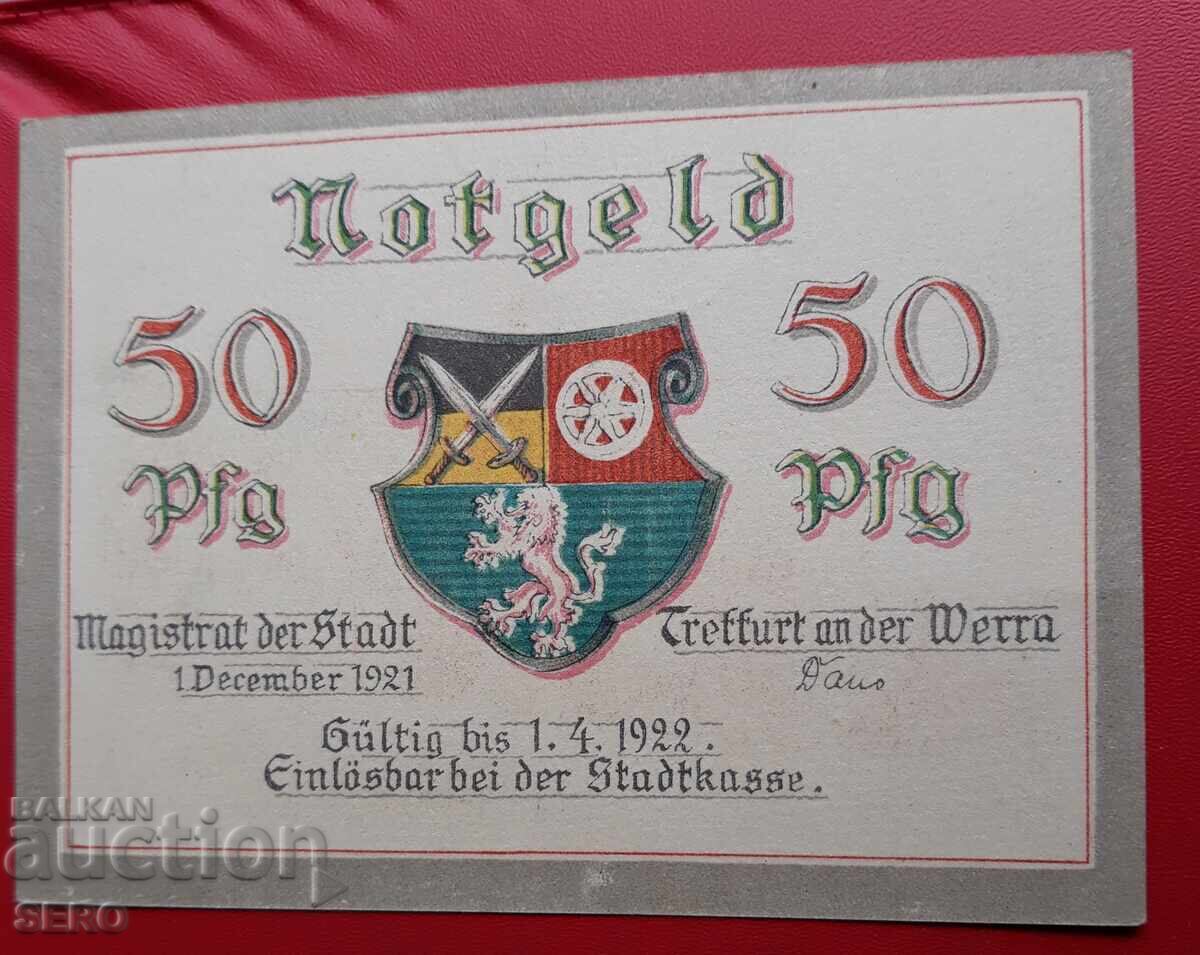 Notgeld
50 50
Pfg Pfg
Magistrat der Stadt Treffurt an der Werra
1. December 1921
Gültig bis 1. 4. 1922.
Einlösbar bei der Stadtkasse.
BALKAN
auction
SERO